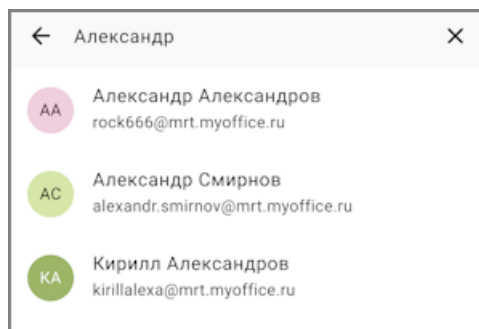 Александр
АА
Александр Александров
rock666@mrt.myoffice.ru
АС
Александр Смирнов
alexandr.smirnov@mrt.myoffice.ru
КА
Кирилл Александров
kirillalexa@mrt.myoffice.ru